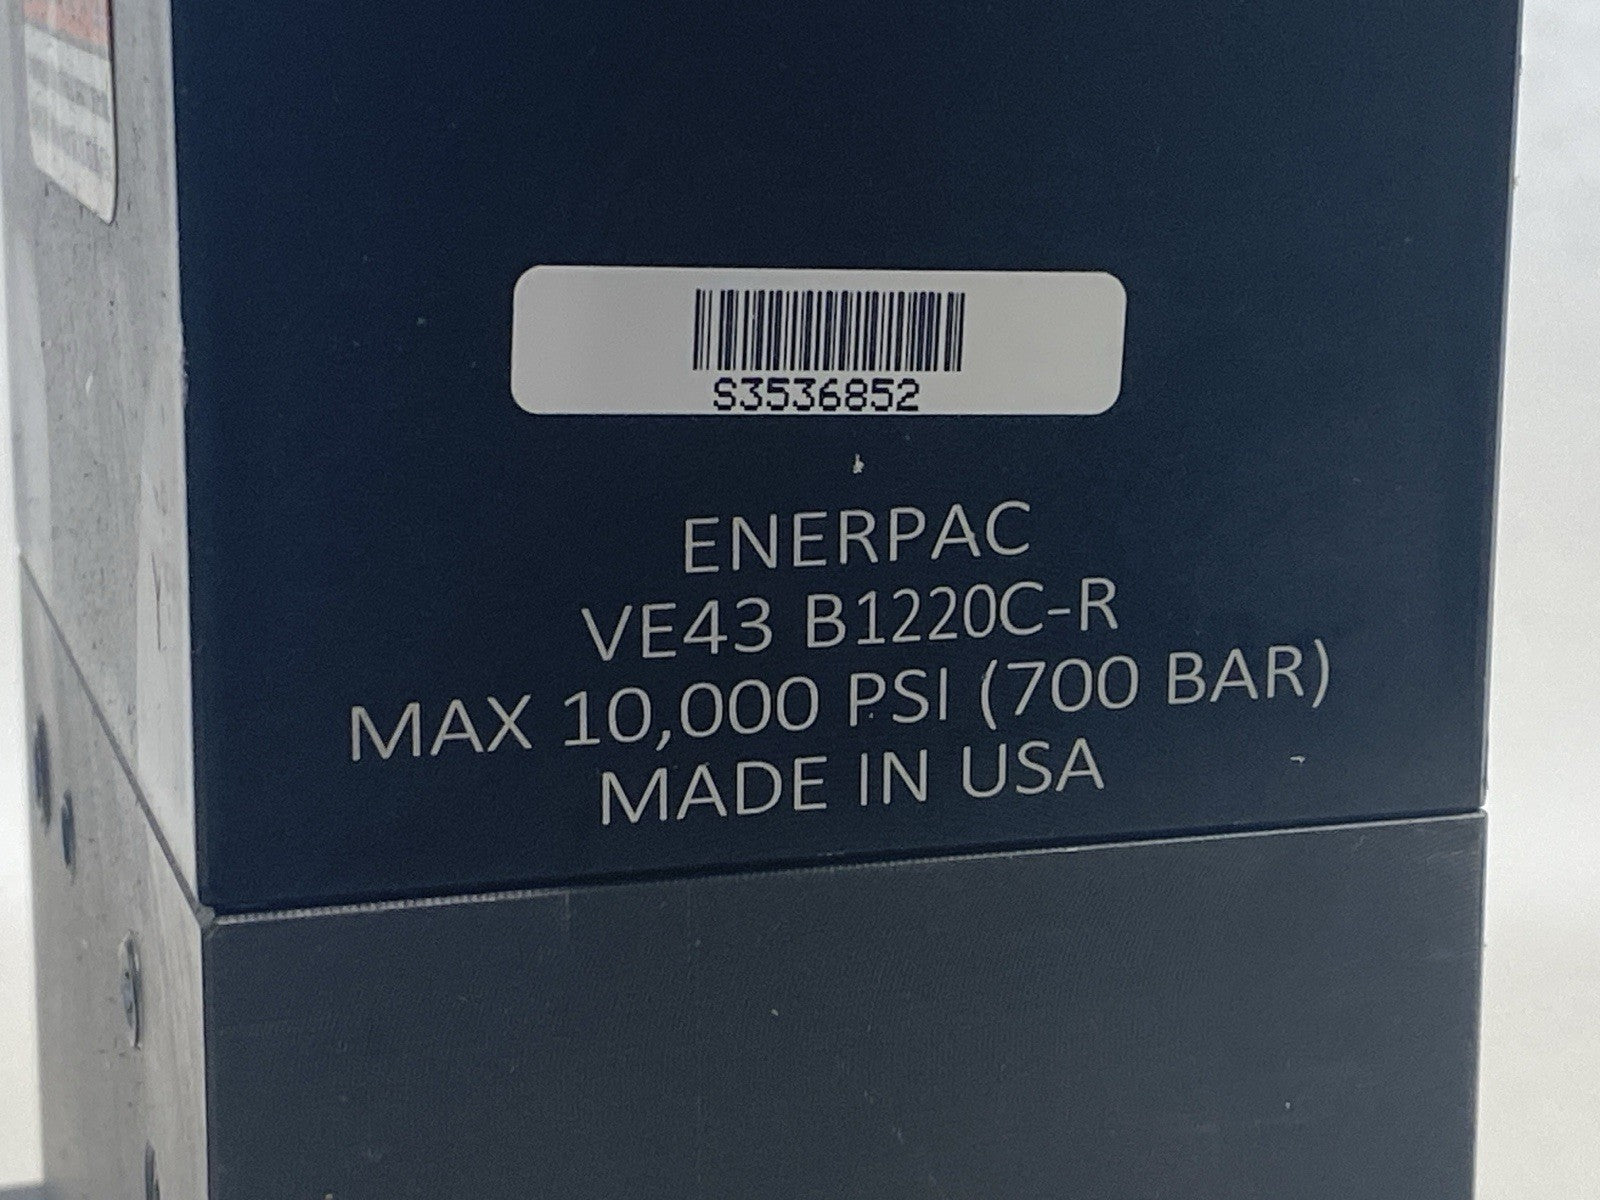 S3536852
ENERPAC
VE43 B1220C-R
MAX 10,000 PSI (700 BAR)
MADE IN USA